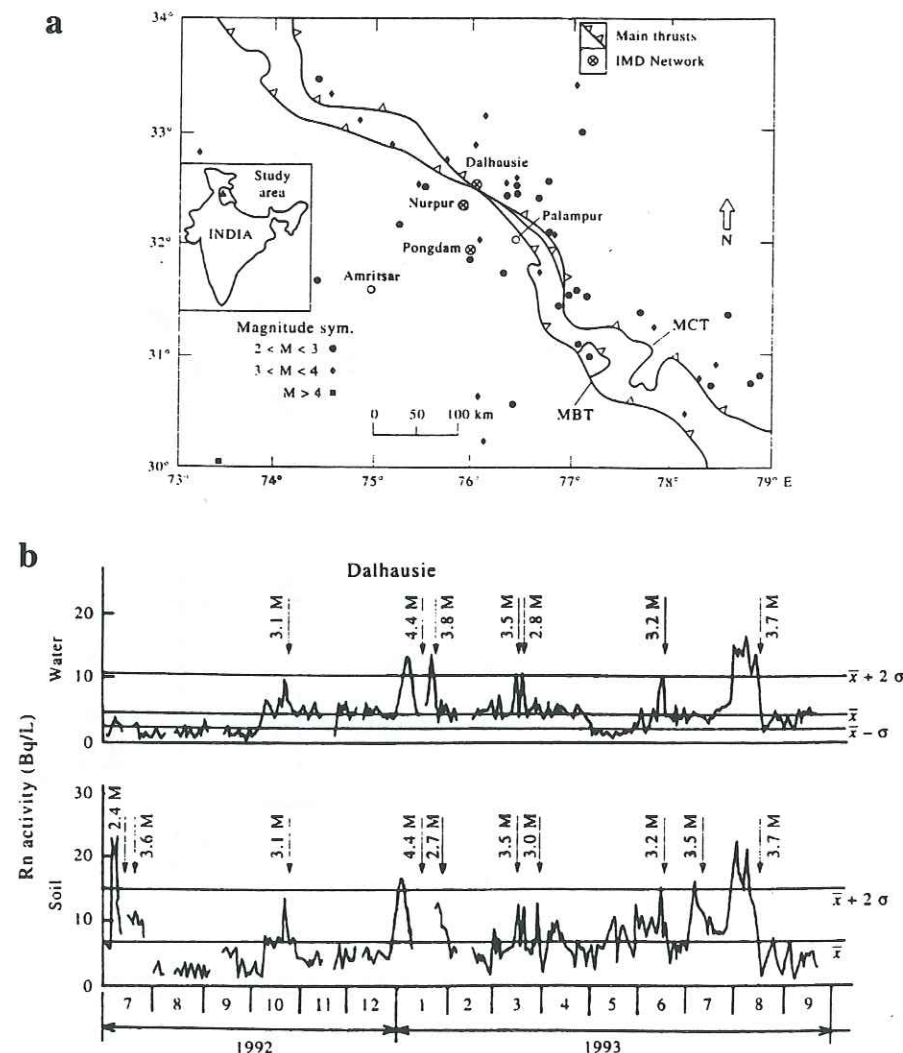 a
Main thrusts
IMD Network
34°
33°
32°
31°
30°
73°
74°
75°
76°
77°
78°
79° E
Dalhausie
Nurpur
Palampur
Pongdam
Amritsar
Study
area
INDIA
N
Magnitude sym.
2 < M < 3
3 < M < 4
M > 4
0 50 100 km
MCT
MBT
b
Dalhausie
Rn activity (Bq/L)
Water
20
10
0
3.1 M
4.4 M
3.8 M
3.5 M
2.8 M
3.2 M
3.7 M
x̄ + 2 σ
x̄
x̄ − σ
Soil
30
20
10
0
2.4 M
3.6 M
3.1 M
4.4 M
2.7 M
3.5 M
3.0 M
3.2 M
3.5 M
3.7 M
x̄ + 2 σ
x̄
7 8 9 10 11 12 1 2 3 4 5 6 7 8 9
1992 1993